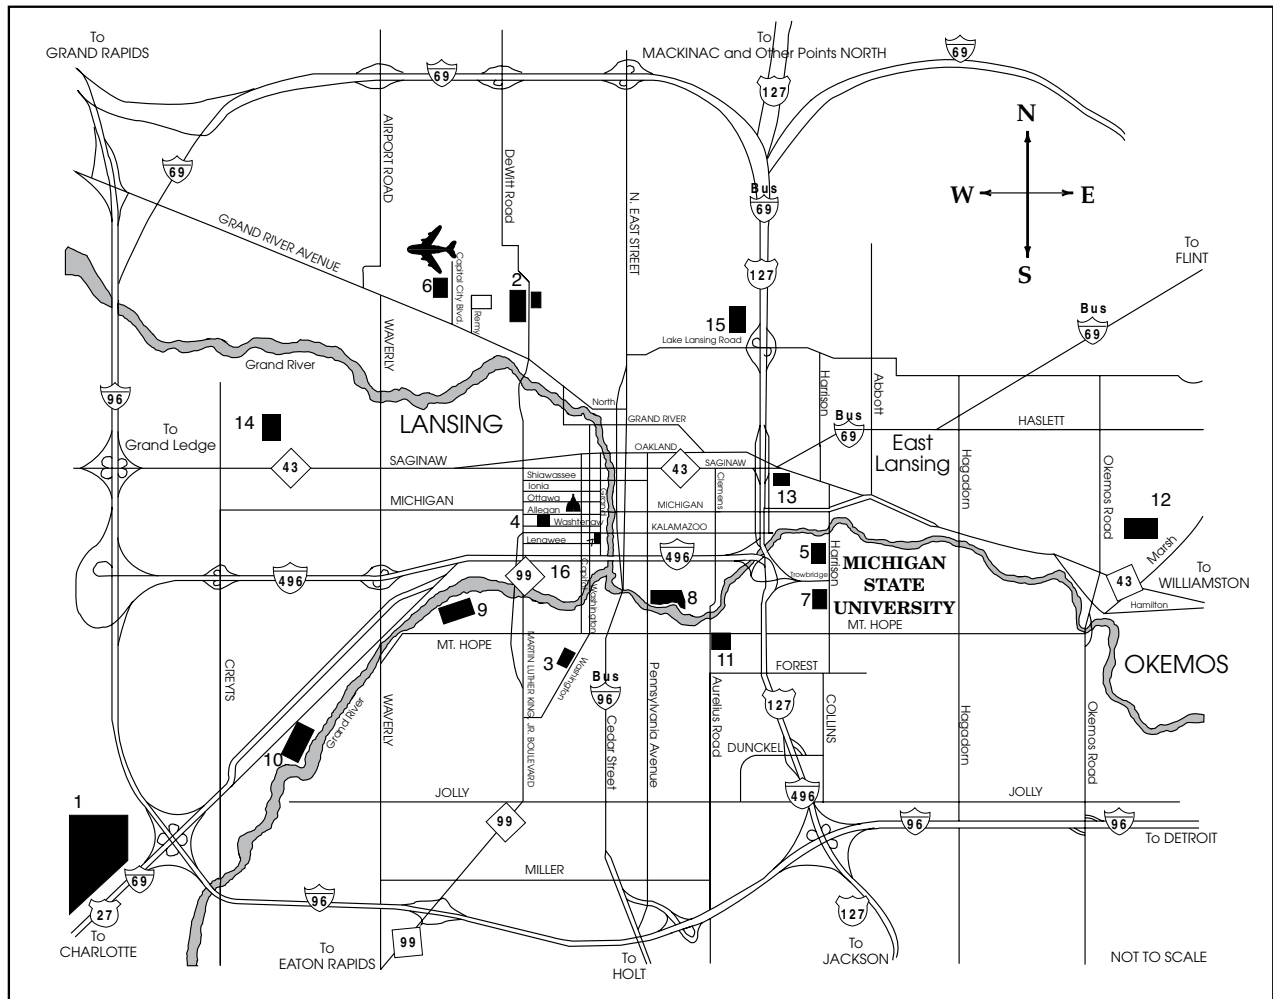 To
GRAND RAPIDS
To
MACKINAC and Other Points NORTH
69
69
127
N
W
E
S
69
AIRPORT ROAD
DeWitt Road
N. EAST STREET
Bus
69
127
GRAND RIVER AVENUE
Capital City Blvd.
6
2
Remy
To
FLINT
Bus
69
15
Lake Lansing Road
WAVERLY
Grand River
96
Harrison
Abbott
14
To
Grand Ledge
LANSING
North
GRAND RIVER
Bus
69
HASLETT
East
Lansing
OAKLAND
43
SAGINAW
43
SAGINAW
Clemens
13
Hagadorn
Okemos Road
12
MICHIGAN
Shiawassee
Ionia
Ottawa
Allegan
4
Washtenaw
Lenawee
Grand
MICHIGAN
KALAMAZOO
Marsh
496
99
16
Capitol
Washington
496
5
Trowbridge
Harrison
MICHIGAN
STATE
UNIVERSITY
43
To
WILLIAMSTON
Hamilton
9
8
7
MT. HOPE
MT. HOPE
3
Washington
11
FOREST
OKEMOS
CREYTS
WAVERLY
Grand River
MARTIN LUTHER KING, JR. BOULEVARD
Bus
96
Cedar Street
Pennsylvania Avenue
Aurelius Road
127
COLLINS
Hagadorn
Okemos Road
DUNCKEL
10
JOLLY
496
JOLLY
1
99
96
96
To DETROIT
MILLER
69
27
96
127
99
To
CHARLOTTE
To
EATON RAPIDS
To
HOLT
To
JACKSON
NOT TO SCALE